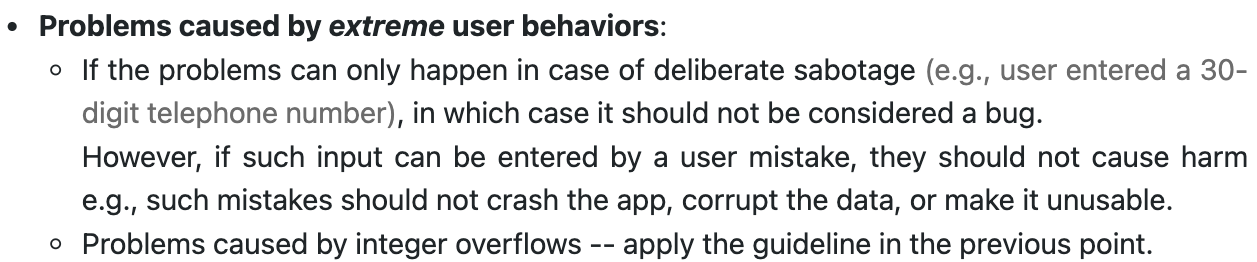 • Problems caused by extreme user behaviors:
◦ If the problems can only happen in case of deliberate sabotage (e.g., user entered a 30-
digit telephone number), in which case it should not be considered a bug.
However, if such input can be entered by a user mistake, they should not cause harm
e.g., such mistakes should not crash the app, corrupt the data, or make it unusable.
◦ Problems caused by integer overflows -- apply the guideline in the previous point.